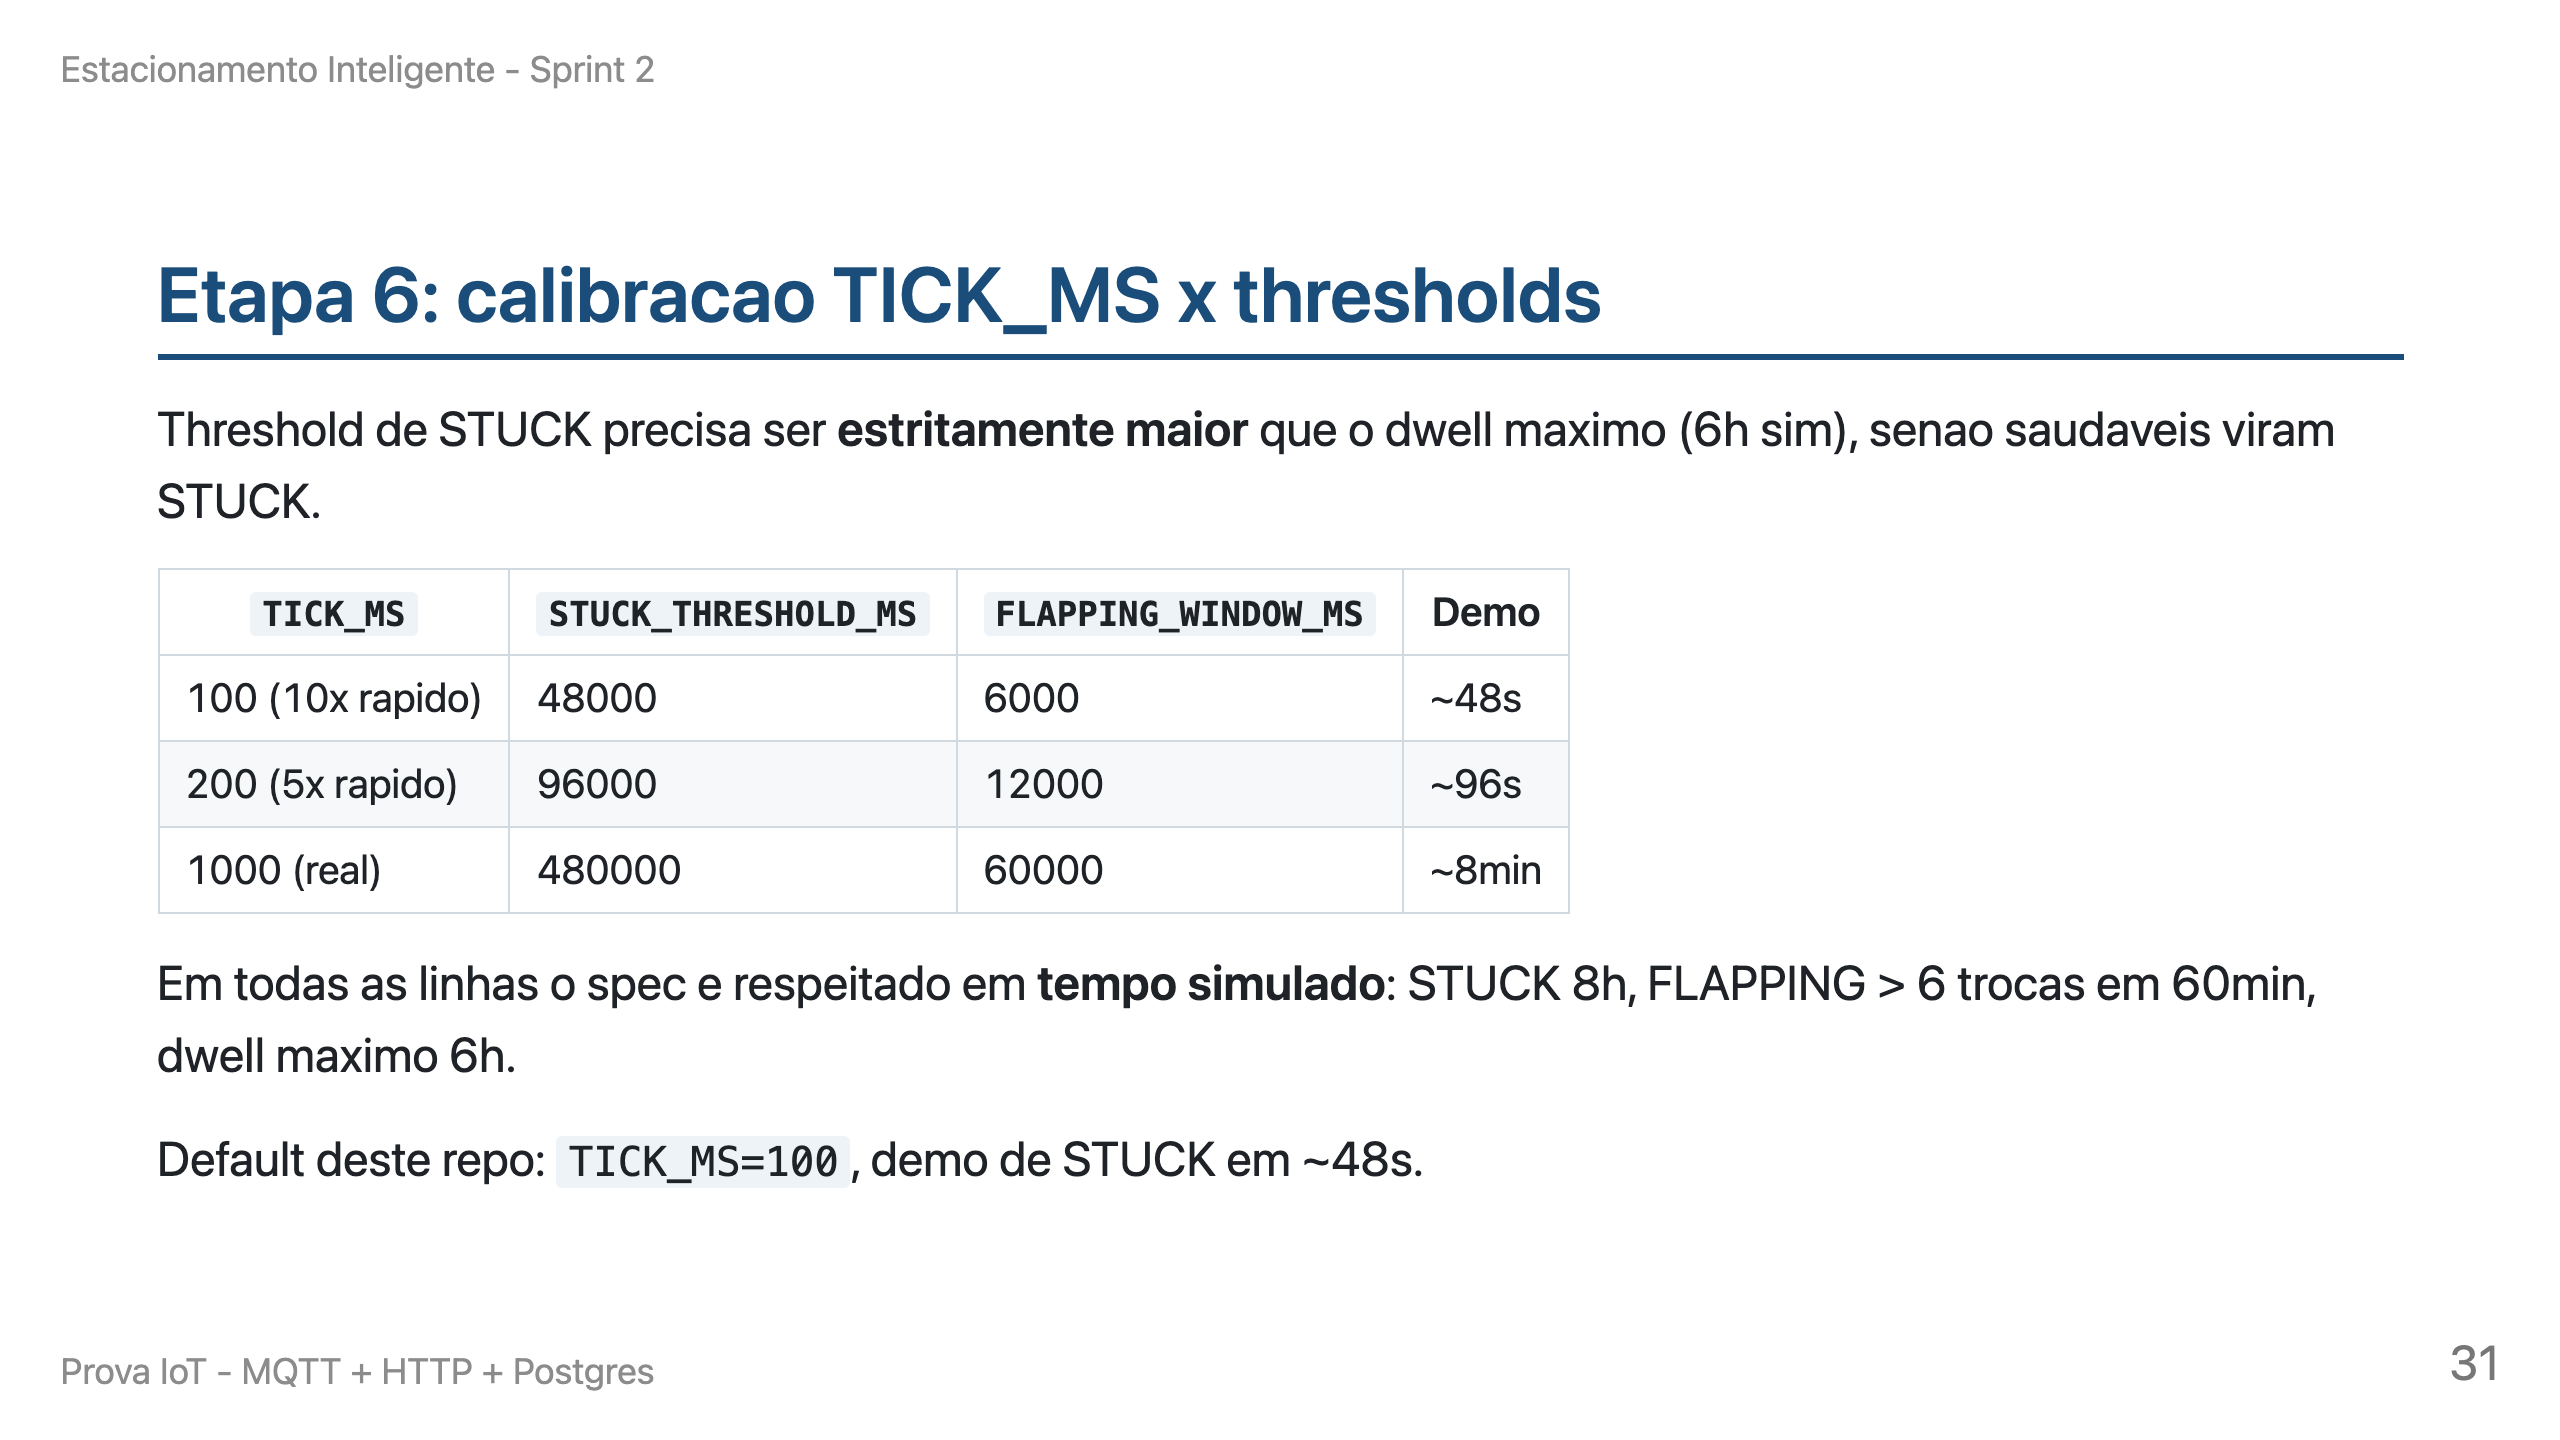 Estacionamento Inteligente - Sprint 2
Etapa 6: calibracao TICK_MS x thresholds
Threshold de STUCK precisa ser estritamente maior que o dwell maximo (6h sim), senao saudaveis viram
STUCK.
TICK_MS STUCK_THRESHOLD_MS FLAPPING_WINDOW_MS Demo
100 (10x rapido) 48000 6000 ~48s
200 (5x rapido) 96000 12000 ~96s
1000 (real) 480000 60000 ~8min
Em todas as linhas o spec e respeitado em tempo simulado: STUCK 8h, FLAPPING > 6 trocas em 60min,
dwell maximo 6h.
Default deste repo: TICK_MS=100, demo de STUCK em ~48s.
Prova IoT - MQTT + HTTP + Postgres
31